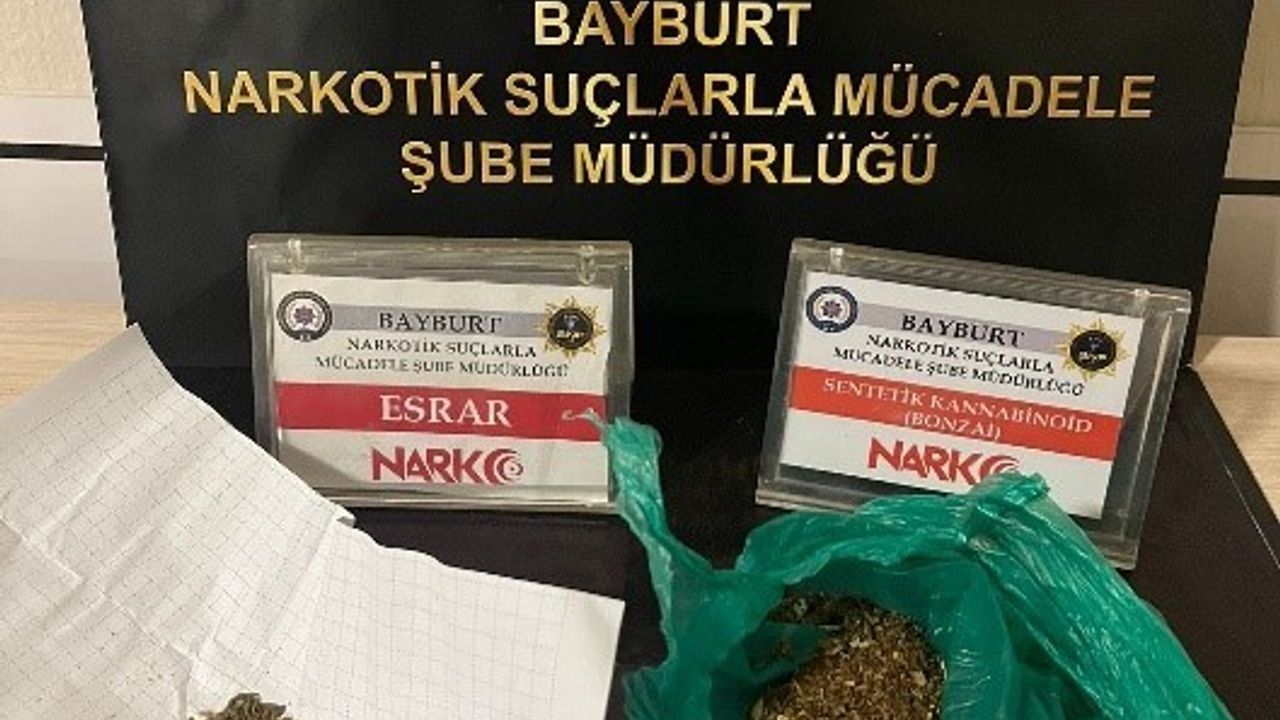 BAYBURT
NARKOTİK SUÇLARLA MÜCADELE
ŞUBE MÜDÜRLÜĞÜ
BAYBURT
NARKOTİK SUÇLARLA
MÜCADELE ŞUBE MÜDÜRLÜĞÜ
ESRAR
NARKO
BAYBURT
NARKOTİK SUÇLARLA
MÜCADELE ŞUBE MÜDÜRLÜĞÜ
SENTETİK KANNABİNOİD
(BONZAİ)
NARKO